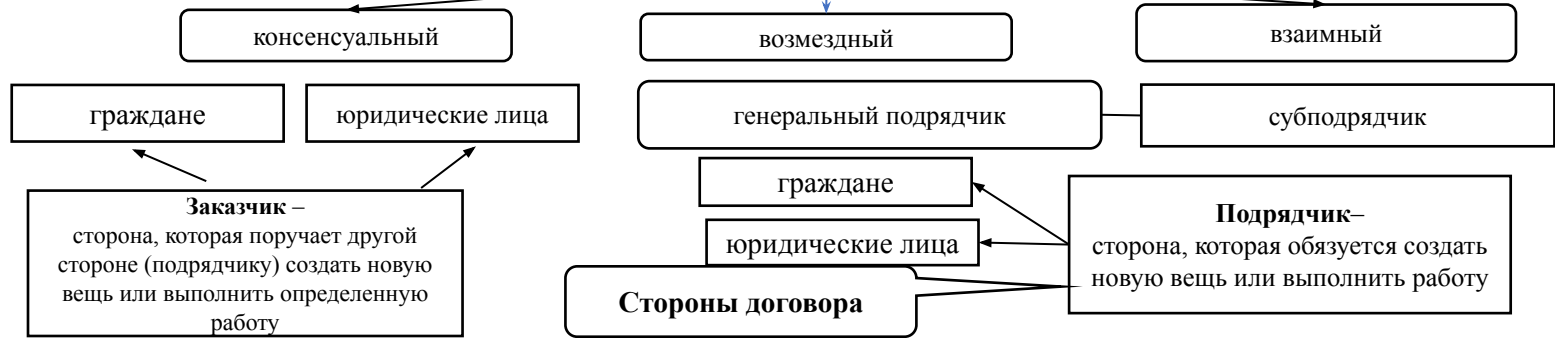 консенсуальный
возмездный
взаимный
граждане
юридические лица
генеральный подрядчик
субподрядчик
граждане
юридические лица
Заказчик –
сторона, которая поручает другой
стороне (подрядчику) создать новую
вещь или выполнить определенную
работу
Подрядчик–
сторона, которая обязуется создать
новую вещь или выполнить работу
Стороны договора